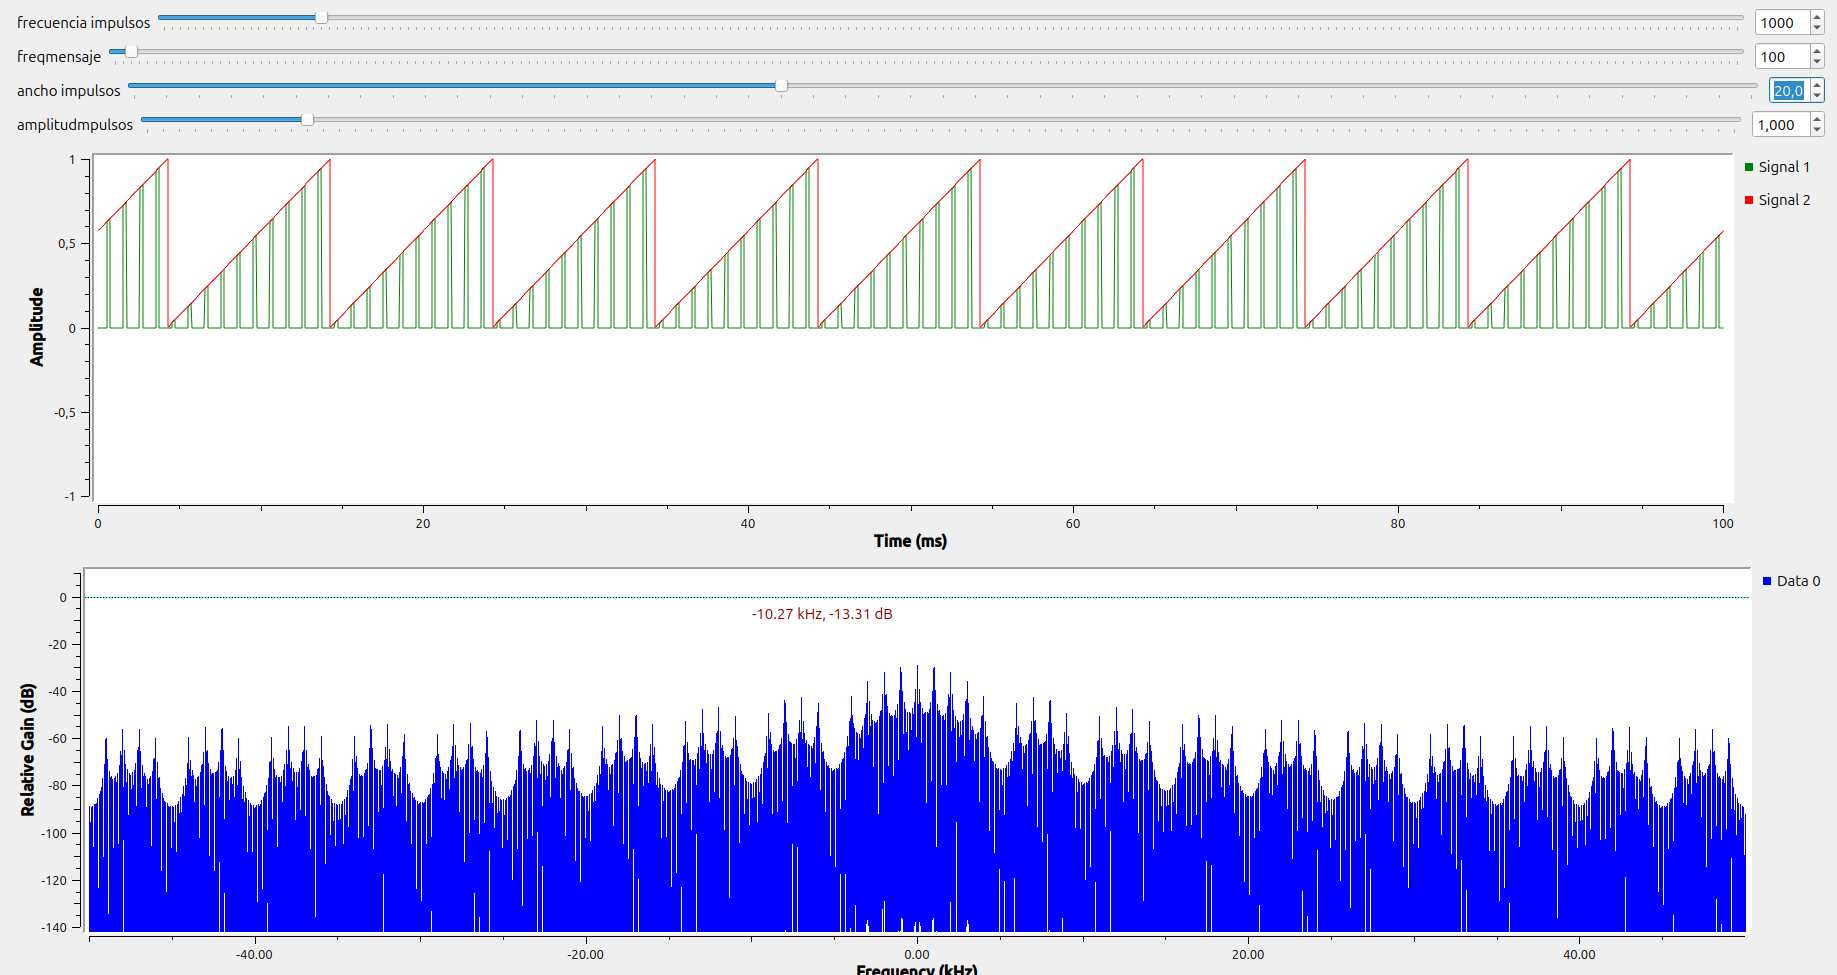 frecuencia impulsos 1000
freqmensaje 100
ancho impulsos 20,0
amplitudmpulsos 1,000
1
0,5
0
-0,5
-1
Amplitude
Signal 1
Signal 2
0 20 40 60 80 100
Time (ms)
0
-20
-40
-60
-80
-100
-120
-140
Relative Gain (dB)
-10.27 kHz, -13.31 dB
Data 0
-40.00 -20.00 0.00 20.00 40.00
Frequency (kHz)